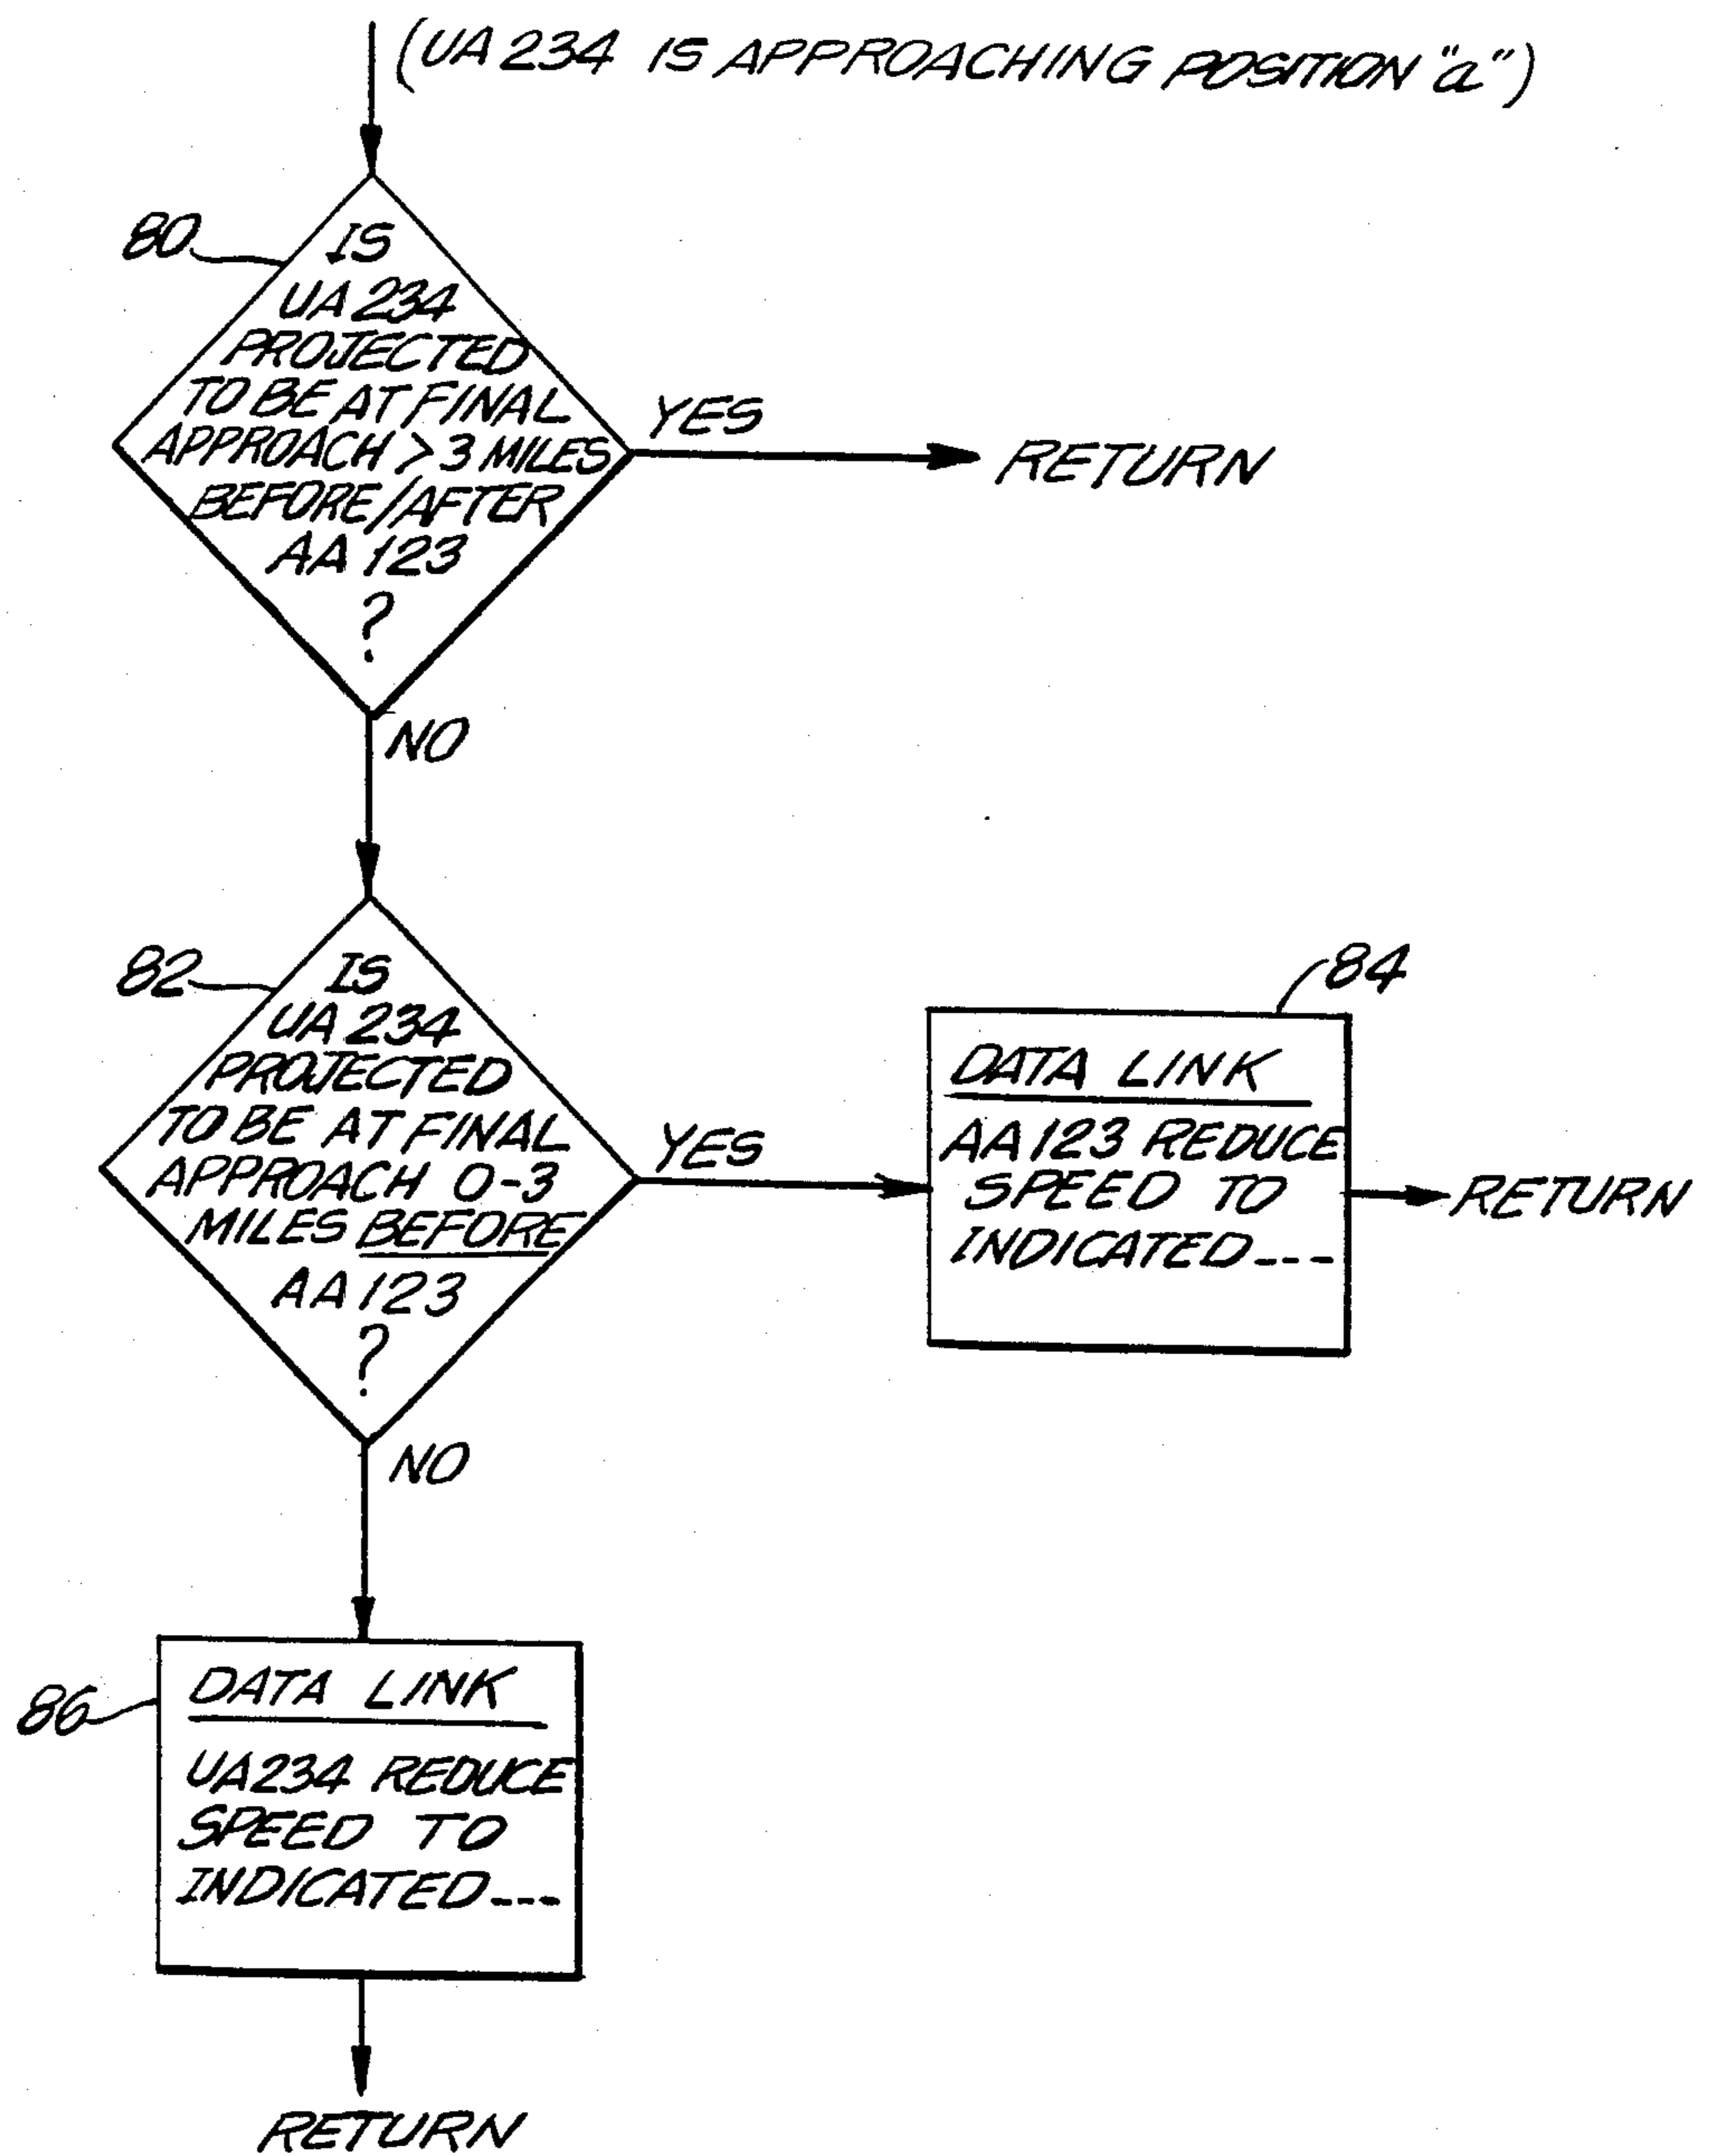 (UA 234 IS APPROACHING POSITION "a")
80
IS
UA 234
PROJECTED
TO BE AT FINAL
APPROACH > 3 MILES
BEFORE/AFTER
AA 123
?
YES
RETURN
NO
82
IS
UA 234
PROJECTED
TO BE AT FINAL
APPROACH 0-3
MILES BEFORE
AA 123
?
YES
84
DATA LINK
AA123 REDUCE
SPEED TO
INDICATED---
RETURN
NO
86
DATA LINK
UA234 REDUCE
SPEED TO
INDICATED---
RETURN